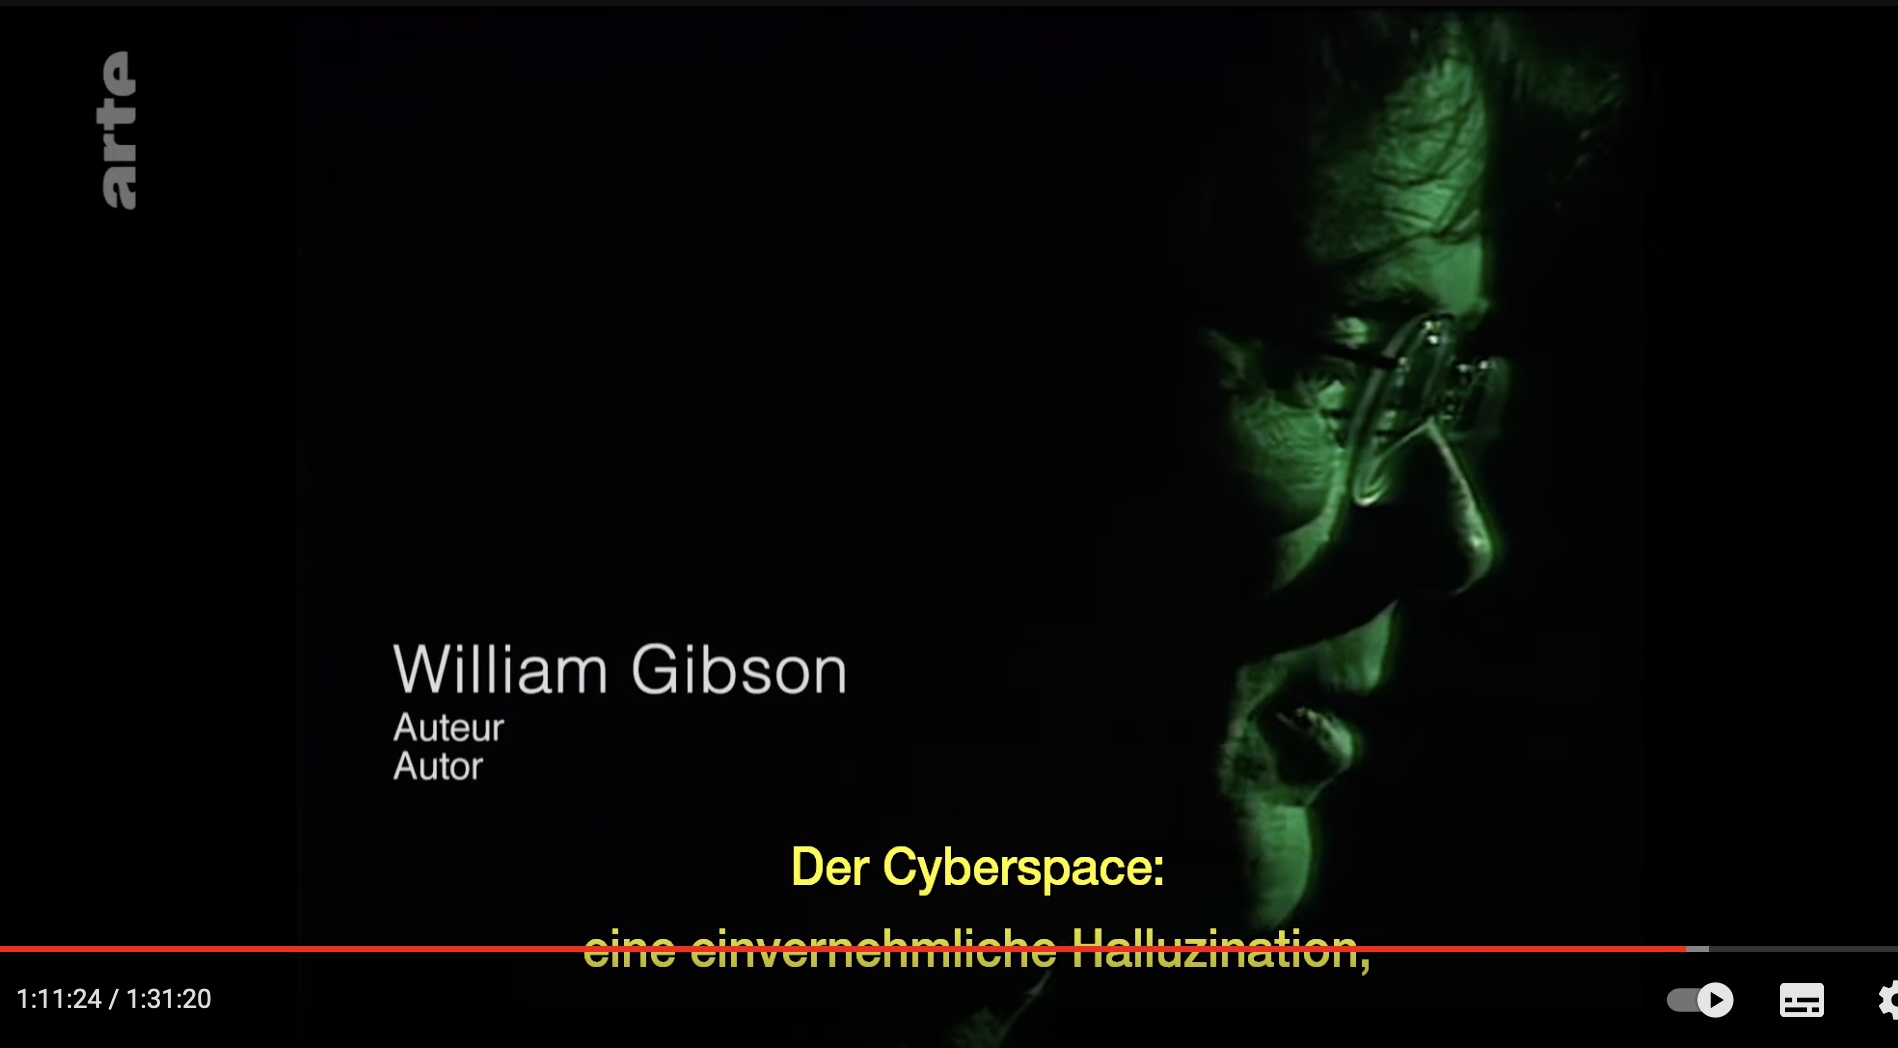 arte
William Gibson
Auteur
Autor
Der Cyberspace:
eine einvernehmliche Halluzination,
1:11:24 / 1:31:20